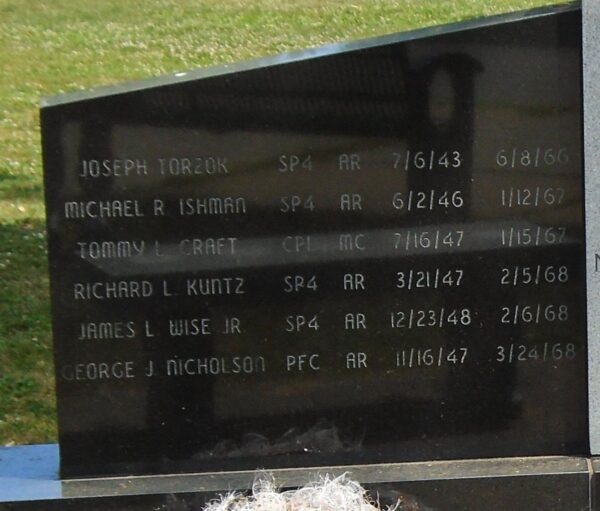 JOSEPH TORZOK SP4 AR 7/6/43 6/8/66
MICHAEL R. ISHMAN SP4 AR 6/2/46 1/12/67
TOMMY L. CRAFT CPL MC 7/16/47 1/15/67
RICHARD L. KUNTZ SP4 AR 3/21/47 2/5/68
JAMES L. WISE JR. SP4 AR 12/23/48 2/6/68
GEORGE J. NICHOLSON PFC AR 11/16/47 3/24/68